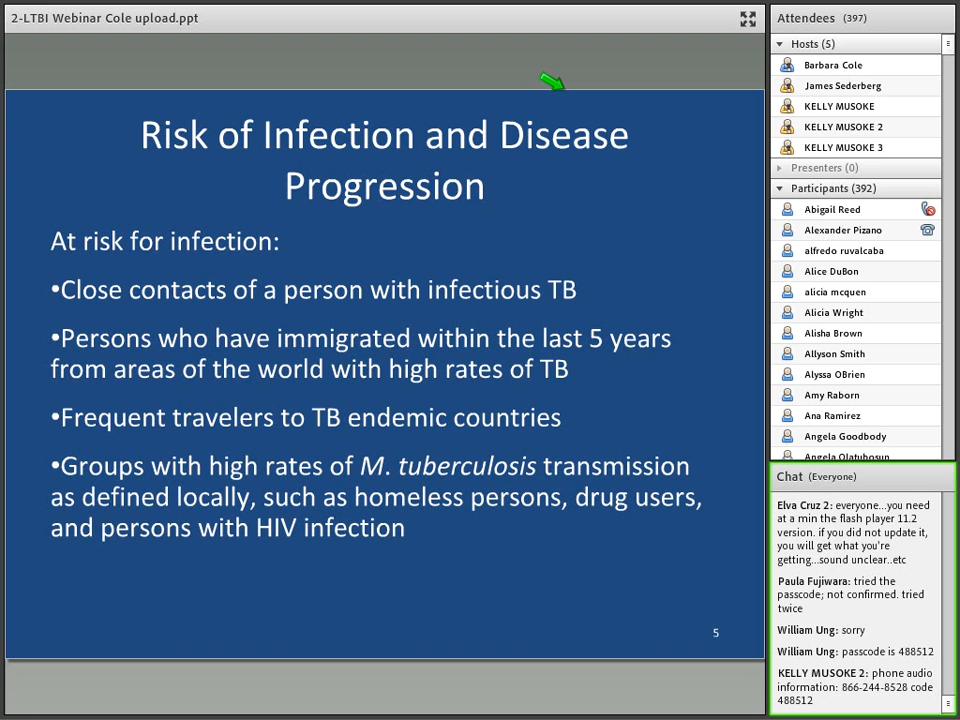 2-LTBI Webinar Cole upload.ppt
Risk of Infection and Disease
Progression
At risk for infection:
•Close contacts of a person with infectious TB
•Persons who have immigrated within the last 5 years
from areas of the world with high rates of TB
•Frequent travelers to TB endemic countries
•Groups with high rates of M. tuberculosis transmission
as defined locally, such as homeless persons, drug users,
and persons with HIV infection
5
Attendees (397)
Hosts (5)
Barbara Cole
James Sederberg
KELLY MUSOKE
KELLY MUSOKE 2
KELLY MUSOKE 3
Presenters (0)
Participants (392)
Abigail Reed
Alexander Pizano
alfredo ruvalcaba
Alice DuBon
alicia mcquen
Alicia Wright
Alisha Brown
Allyson Smith
Alyssa OBrien
Amy Raborn
Ana Ramirez
Angela Goodbody
Angela Olatubosun
Chat (Everyone)
Elva Cruz 2: everyone...you need
at a min the flash player 11.2
version. if you did not update it,
you will get what you're
getting...sound unclear..etc
Paula Fujiwara: tried the
passcode; not confirmed. tried
twice
William Ung: sorry
William Ung: passcode is 488512
KELLY MUSOKE 2: phone audio
information: 866-244-8528 code
488512